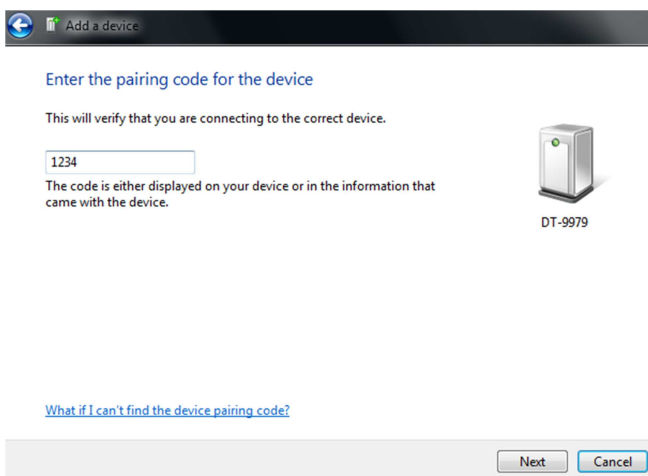 Add a device
Enter the pairing code for the device
This will verify that you are connecting to the correct device.
1234
The code is either displayed on your device or in the information that
came with the device.
DT-9979
What if I can't find the device pairing code?
Next Cancel